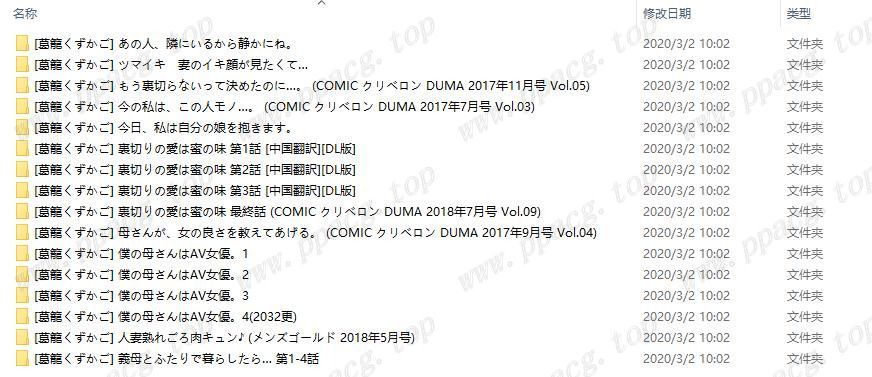 名称 修改日期 类型
[葛籠くずかご] あの人、隣にいるから静かにね。 2020/3/2 10:02 文件夹
[葛籠くずかご] ツマイキ　妻のイキ顔が見たくて… 2020/3/2 10:02 文件夹
[葛籠くずかご] もう裏切らないって決めたのに…。 (COMIC クリベロン DUMA 2017年11月号 Vol.05) 2020/3/2 10:02 文件夹
[葛籠くずかご] 今の私は、この人モノ…。 (COMIC クリベロン DUMA 2017年7月号 Vol.03) 2020/3/2 10:02 文件夹
[葛籠くずかご] 今日、私は自分の娘を抱きます。 2020/3/2 10:02 文件夹
[葛籠くずかご] 裏切りの愛は蜜の味 第1話 [中国翻訳][DL版] 2020/3/2 10:02 文件夹
[葛籠くずかご] 裏切りの愛は蜜の味 第2話 [中国翻訳][DL版] 2020/3/2 10:02 文件夹
[葛籠くずかご] 裏切りの愛は蜜の味 第3話 [中国翻訳][DL版] 2020/3/2 10:02 文件夹
[葛籠くずかご] 裏切りの愛は蜜の味 最終話 (COMIC クリベロン DUMA 2018年7月号 Vol.09) 2020/3/2 10:02 文件夹
[葛籠くずかご] 母さんが、女の良さを教えてあげる。 (COMIC クリベロン DUMA 2017年9月号 Vol.04) 2020/3/2 10:02 文件夹
[葛籠くずかご] 僕の母さんはAV女優。1 2020/3/2 10:02 文件夹
[葛籠くずかご] 僕の母さんはAV女優。2 2020/3/2 10:02 文件夹
[葛籠くずかご] 僕の母さんはAV女優。3 2020/3/2 10:02 文件夹
[葛籠くずかご] 僕の母さんはAV女優。4(2032更) 2020/3/2 10:02 文件夹
[葛籠くずかご] 人妻熟れごろ肉キュン♪ (メンズゴールド 2018年5月号) 2020/3/2 10:02 文件夹
[葛籠くずかご] 義母とふたりで暮らしたら… 第1-4話 2020/3/2 10:02 文件夹
www.ppacg.top